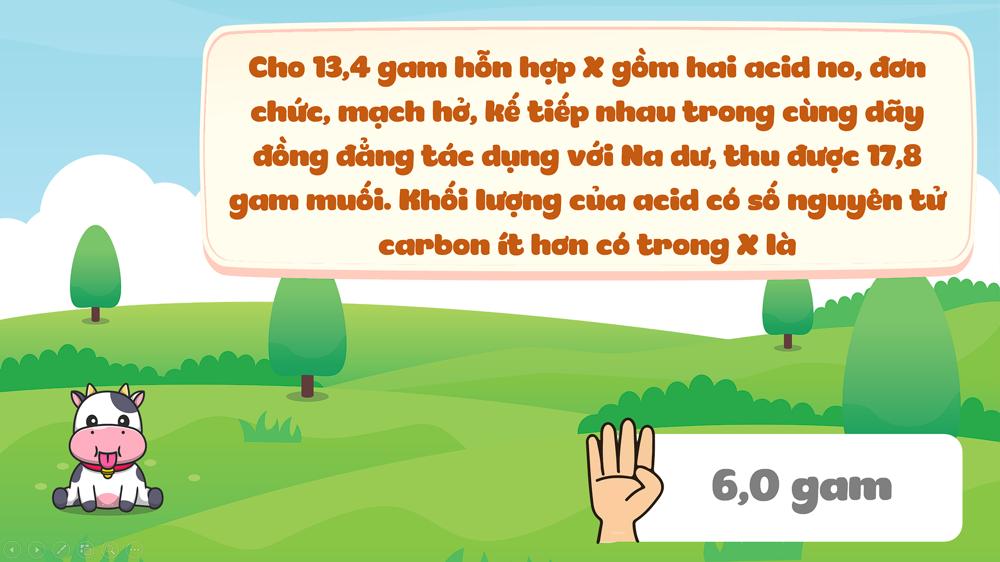 Cho 13,4 gam hỗn hợp X gồm hai acid no, đơn
chức, mạch hở, kế tiếp nhau trong cùng dãy
đồng đẳng tác dụng với Na dư, thu được 17,8
gam muối. Khối lượng của acid có số nguyên tử
carbon ít hơn có trong X là
6,0 gam